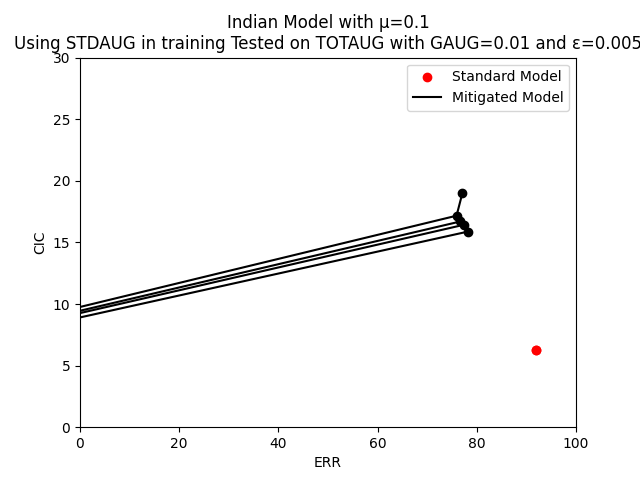 Indian Model with μ=0.1
Using STDAUG in training Tested on TOTAUG with GAUG=0.01 and ε=0.005
Standard Model
Mitigated Model
30
25
20
15
10
5
0
CIC
0 20 40 60 80 100
ERR